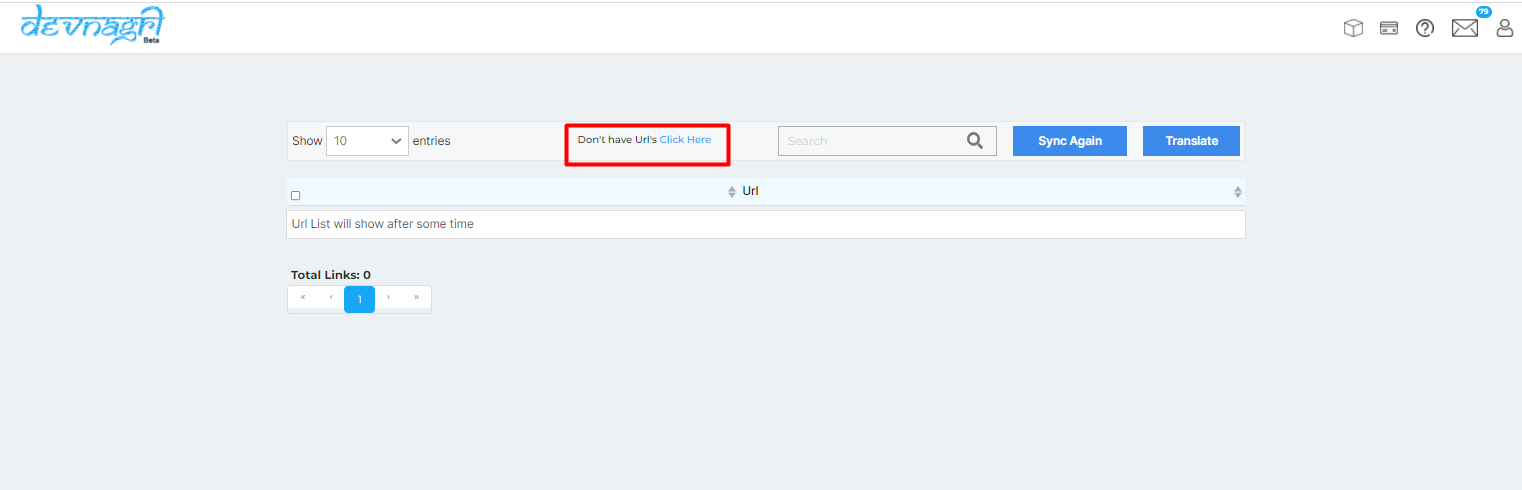 devnagri
Beta
79
Show 10 entries
Don't have Url's Click Here
Search
Sync Again
Translate
Url
Url List will show after some time
Total Links: 0
« ‹ 1 › »